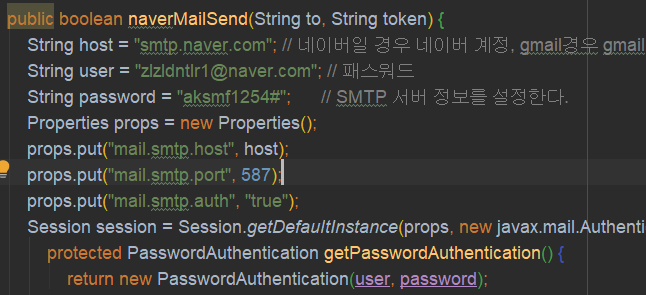 public boolean naverMailSend(String to, String token) {
String host = "smtp.naver.com"; // 네이버일 경우 네이버 계정, gmail경우 gmail
String user = "zlzldntlr1@naver.com"; // 패스워드
String password = "aksmf1254#"; // SMTP 서버 정보를 설정한다.
Properties props = new Properties();
props.put("mail.smtp.host", host);
props.put("mail.smtp.port", 587);
props.put("mail.smtp.auth", "true");
Session session = Session.getDefaultInstance(props, new javax.mail.Authenti
protected PasswordAuthentication getPasswordAuthentication() {
return new PasswordAuthentication(user, password);